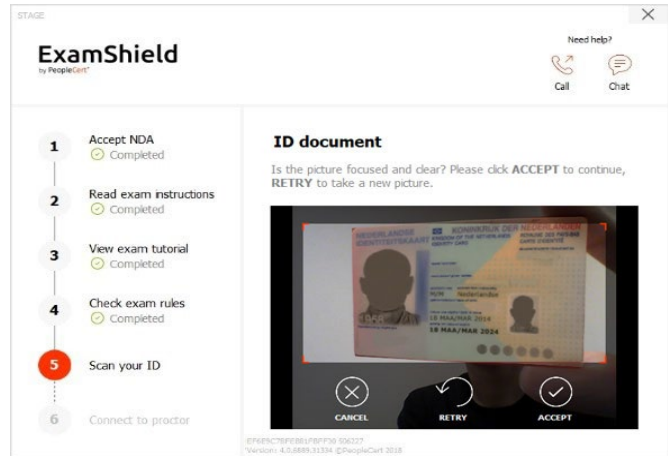 STAGE
ExamShield
by PeopleCert
Need help?
Call
Chat
1
Accept NDA
Completed
2
Read exam instructions
Completed
3
View exam tutorial
Completed
4
Check exam rules
Completed
5
Scan your ID
6
Connect to proctor
ID document
Is the picture focused and clear? Please click ACCEPT to continue,
RETRY to take a new picture.
NEDERLANDSE
IDENTITEITSKAART
KONINKRIJK DER NEDERLANDEN
KINGDOM OF THE NETHERLANDS
IDENTITY CARD
M/M Nederlandse
18 MAA/MAR 2014
18 MAA/MAR 2024
CANCEL
RETRY
ACCEPT
Version: 4.0.6889.31334 @PeopleCert 2018